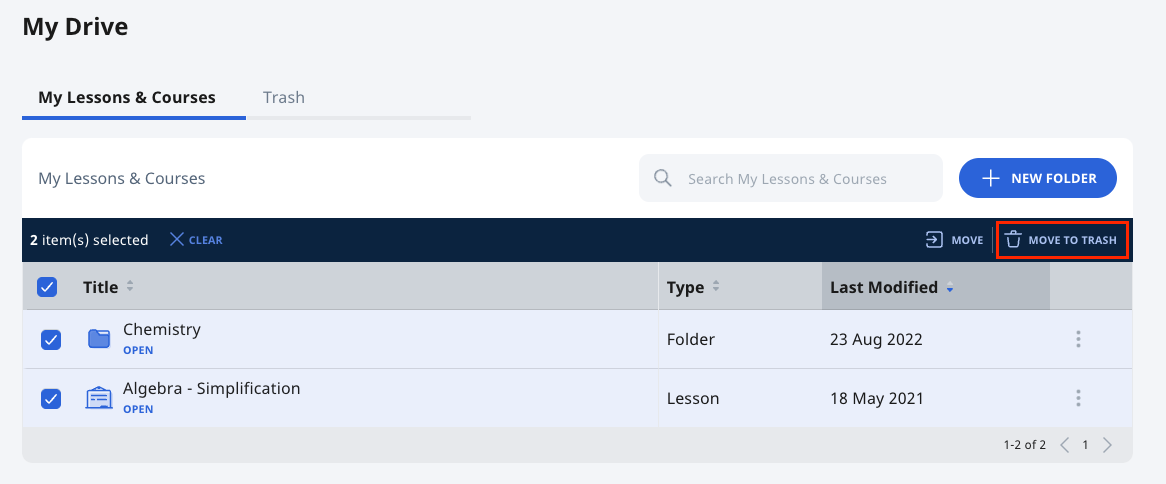 My Drive
My Lessons & Courses Trash
My Lessons & Courses Search My Lessons & Courses NEW FOLDER
2 item(s) selected CLEAR MOVE MOVE TO TRASH
Title Type Last Modified
Chemistry Folder 23 Aug 2022
OPEN
Algebra - Simplification Lesson 18 May 2021
OPEN
1-2 of 2 1